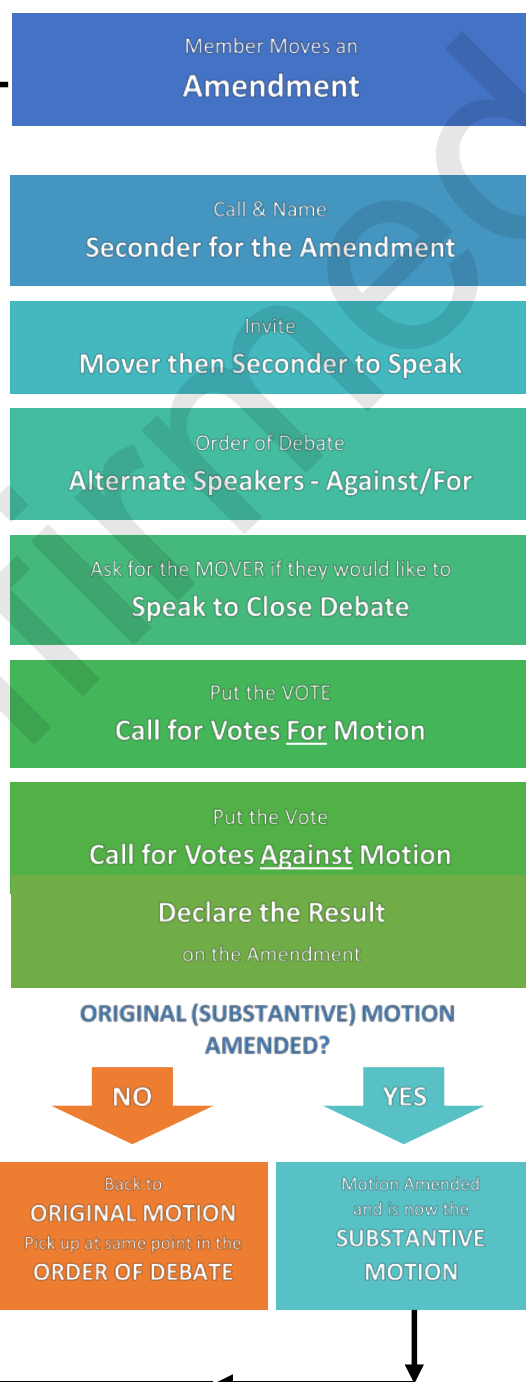 Member Moves an
Amendment
Call & Name
Seconder for the Amendment
Invite
Mover then Seconder to Speak
Order of Debate
Alternate Speakers - Against/For
Ask for the MOVER if they would like to
Speak to Close Debate
Put the VOTE
Call for Votes For Motion
Put the Vote
Call for Votes Against Motion
Declare the Result
on the Amendment
ORIGINAL (SUBSTANTIVE) MOTION
AMENDED?
NO
YES
Back to
ORIGINAL MOTION
Pick up at same point in the
ORDER OF DEBATE
Motion Amended
and is now the
SUBSTANTIVE
MOTION
firmed